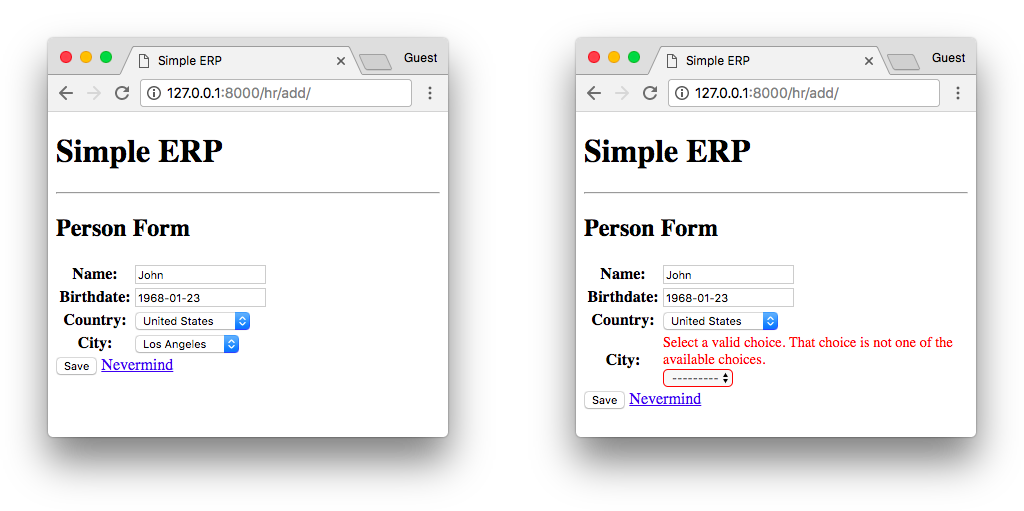 Simple ERP
Guest
127.0.0.1:8000/hr/add/
Simple ERP
Person Form
Name: John
Birthdate: 1968-01-23
Country: United States
City: Los Angeles
Save Nevermind
Simple ERP
Guest
127.0.0.1:8000/hr/add/
Simple ERP
Person Form
Name: John
Birthdate: 1968-01-23
Country: United States
Select a valid choice. That choice is not one of the
City: available choices.
---------
Save Nevermind